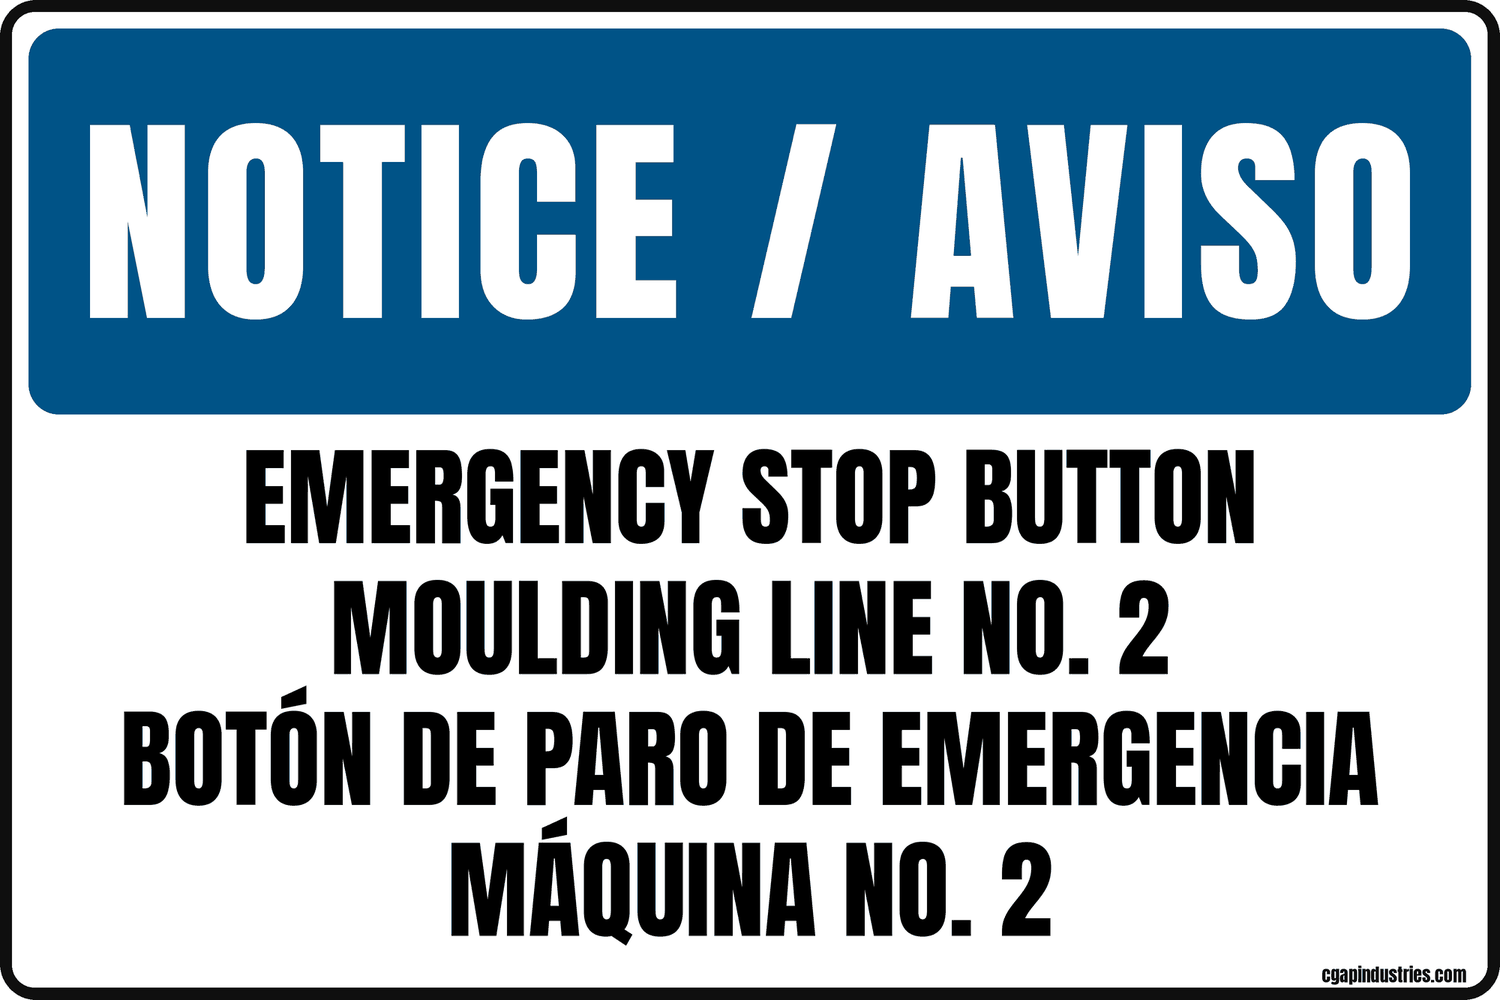 NOTICE / AVISO
EMERGENCY STOP BUTTON
MOULDING LINE NO. 2
BOTÓN DE PARO DE EMERGENCIA
MÁQUINA NO. 2
cgapindustries.com